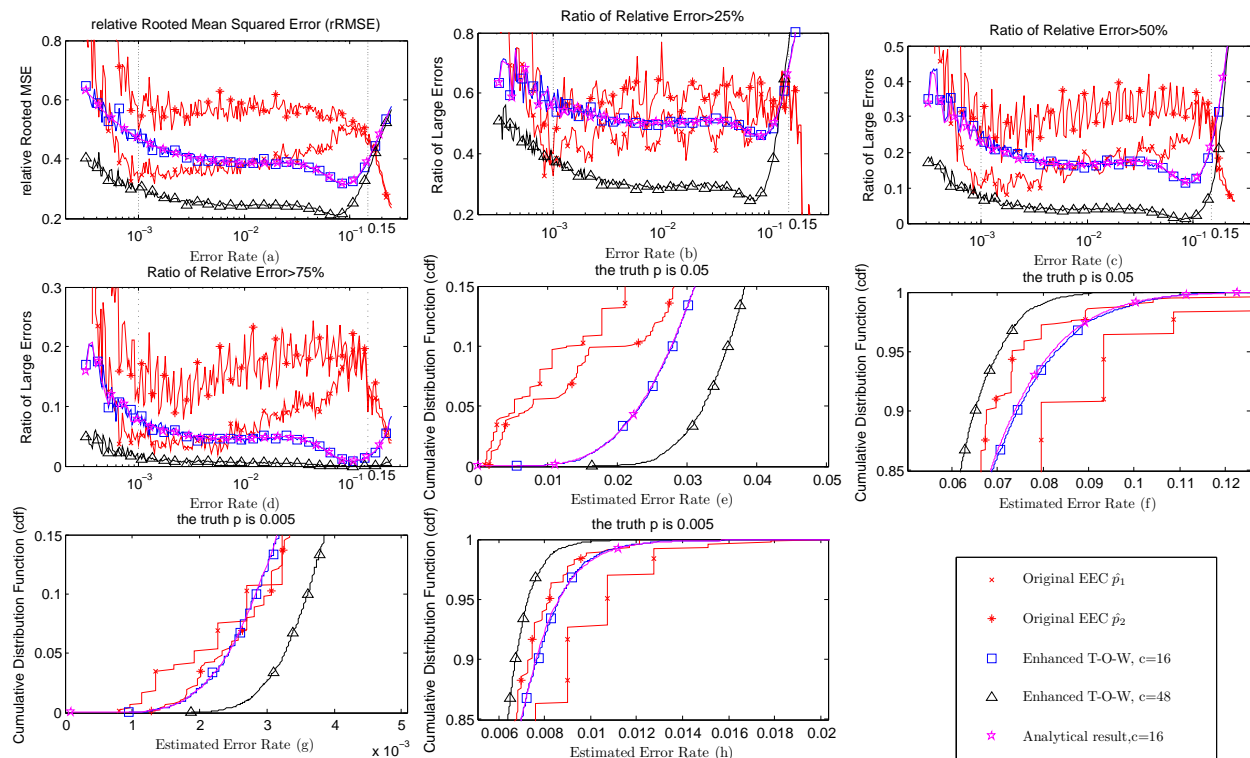 relative Rooted Mean Squared Error (rRMSE)
relative Rooted MSE
0.8
0.6
0.4
0.2
10⁻³
10⁻²
10⁻¹
0.15
Error Rate (a)
Ratio of Relative Error>25%
Ratio of Large Errors
0.8
0.6
0.4
0.2
10⁻³
10⁻²
10⁻¹
0.15
Error Rate (b)
Ratio of Relative Error>50%
Ratio of Large Errors
0.5
0.4
0.3
0.2
0.1
0
10⁻³
10⁻²
10⁻¹
0.15
Error Rate (c)
Ratio of Relative Error>75%
Ratio of Large Errors
0.3
0.2
0.1
0
10⁻³
10⁻²
10⁻¹
0.15
Error Rate (d)
the truth p is 0.05
Cumulative Distribution Function (cdf)
0.15
0.1
0.05
0
0
0.01
0.02
0.03
0.04
0.05
Estimated Error Rate (e)
the truth p is 0.05
Cumulative Distribution Function (cdf)
1
0.95
0.9
0.85
0.06
0.07
0.08
0.09
0.1
0.11
0.12
Estimated Error Rate (f)
the truth p is 0.005
Cumulative Distribution Function (cdf)
0.15
0.1
0.05
0
0
1
2
3
4
5
x 10⁻³
Estimated Error Rate (g)
the truth p is 0.005
Cumulative Distribution Function (cdf)
1
0.95
0.9
0.85
0.006
0.008
0.01
0.012
0.014
0.016
0.018
0.02
Estimated Error Rate (h)
Original EEC p̂₁
Original EEC p̂₂
Enhanced T-O-W, c=16
Enhanced T-O-W, c=48
Analytical result,c=16